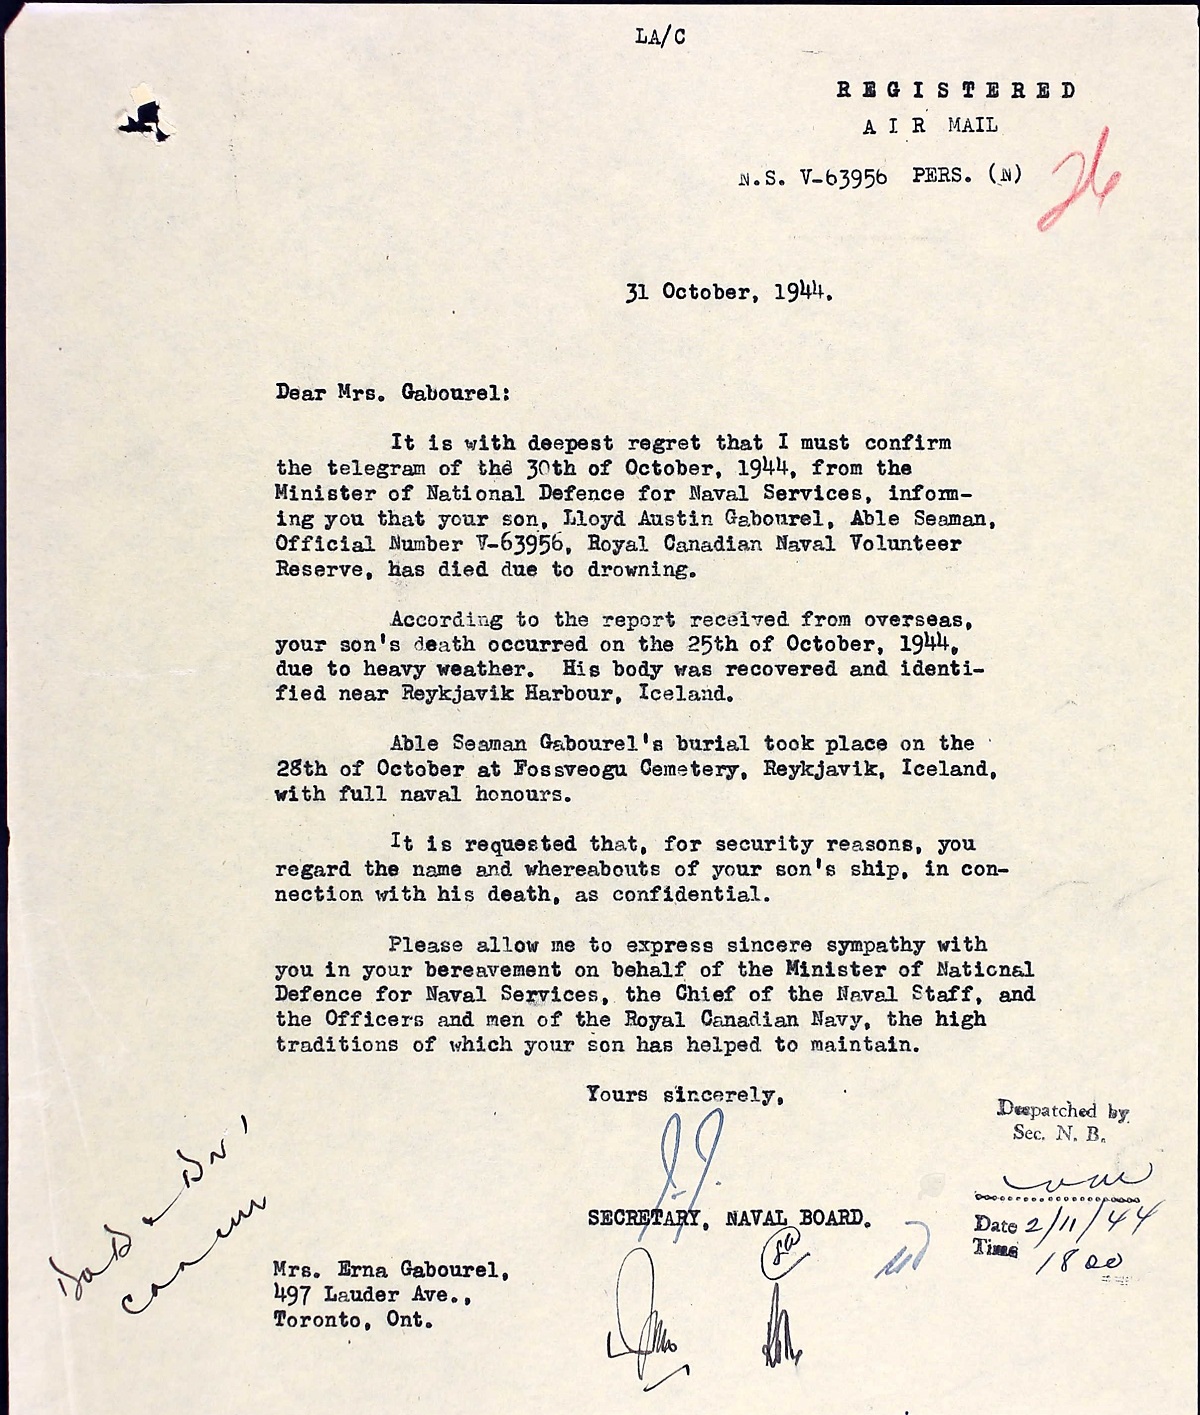 LA/C
REGISTERED
AIR MAIL
N.S. V-63956 PERS. (N)
26
31 October, 1944.
Dear Mrs. Gabourel:
It is with deepest regret that I must confirm
the telegram of the 30th of October, 1944, from the
Minister of National Defence for Naval Services, inform-
ing you that your son, Lloyd Austin Gabourel, Able Seaman,
Official Number V-63956, Royal Canadian Naval Volunteer
Reserve, has died due to drowning.
According to the report received from overseas,
your son's death occurred on the 25th of October, 1944,
due to heavy weather. His body was recovered and identi-
fied near Reykjavik Harbour, Iceland.
Able Seaman Gabourel's burial took place on the
28th of October at Fossveogu Cemetery, Reykjavik, Iceland,
with full naval honours.
It is requested that, for security reasons, you
regard the name and whereabouts of your son's ship, in con-
nection with his death, as confidential.
Please allow me to express sincere sympathy with
you in your bereavement on behalf of the Minister of National
Defence for Naval Services, the Chief of the Naval Staff, and
the Officers and men of the Royal Canadian Navy, the high
traditions of which your son has helped to maintain.
Yours sincerely,
Despatched by
Sec. N. B.
SECRETARY, NAVAL BOARD.
Date 2/11/44
Time 1800
Mrs. Erna Gabourel,
497 Lauder Ave.,
Toronto, Ont.